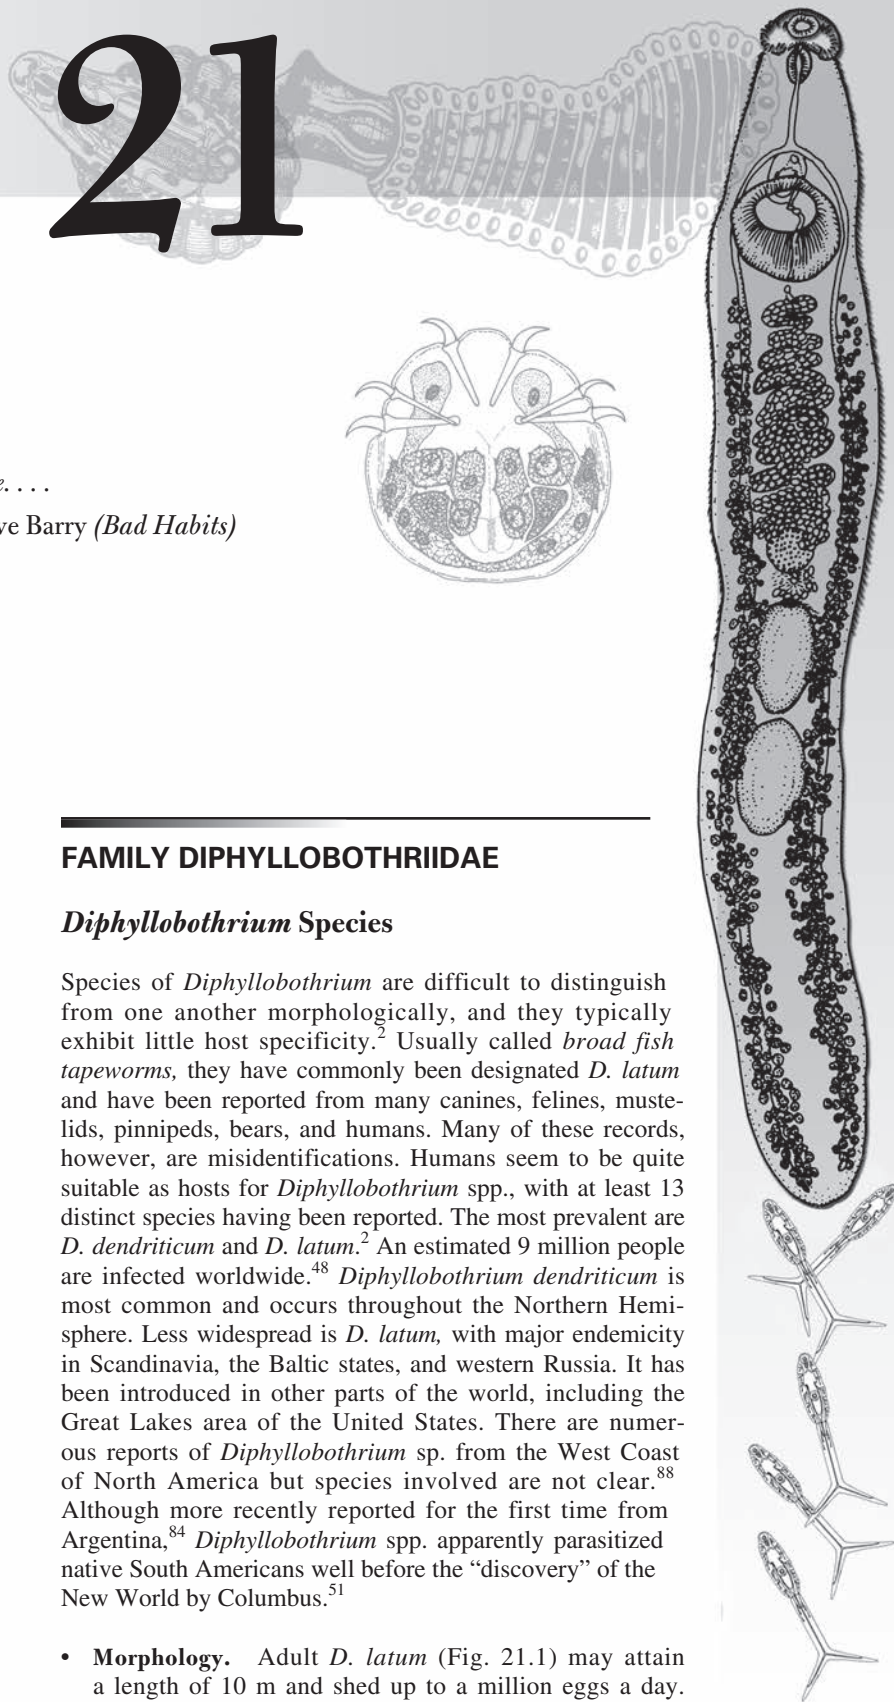 21
e. . . .
ve Barry (Bad Habits)
FAMILY DIPHYLLOBOTHRIIDAE
Diphyllobothrium Species
Species of Diphyllobothrium are difficult to distinguish
from one another morphologically, and they typically
exhibit little host specificity.2 Usually called broad fish
tapeworms, they have commonly been designated D. latum
and have been reported from many canines, felines, muste-
lids, pinnipeds, bears, and humans. Many of these records,
however, are misidentifications. Humans seem to be quite
suitable as hosts for Diphyllobothrium spp., with at least 13
distinct species having been reported. The most prevalent are
D. dendriticum and D. latum.2 An estimated 9 million people
are infected worldwide.48 Diphyllobothrium dendriticum is
most common and occurs throughout the Northern Hemi-
sphere. Less widespread is D. latum, with major endemicity
in Scandinavia, the Baltic states, and western Russia. It has
been introduced in other parts of the world, including the
Great Lakes area of the United States. There are numer-
ous reports of Diphyllobothrium sp. from the West Coast
of North America but species involved are not clear.88
Although more recently reported for the first time from
Argentina,84 Diphyllobothrium spp. apparently parasitized
native South Americans well before the “discovery” of the
New World by Columbus.51
• Morphology. Adult D. latum (Fig. 21.1) may attain
a length of 10 m and shed up to a million eggs a day.